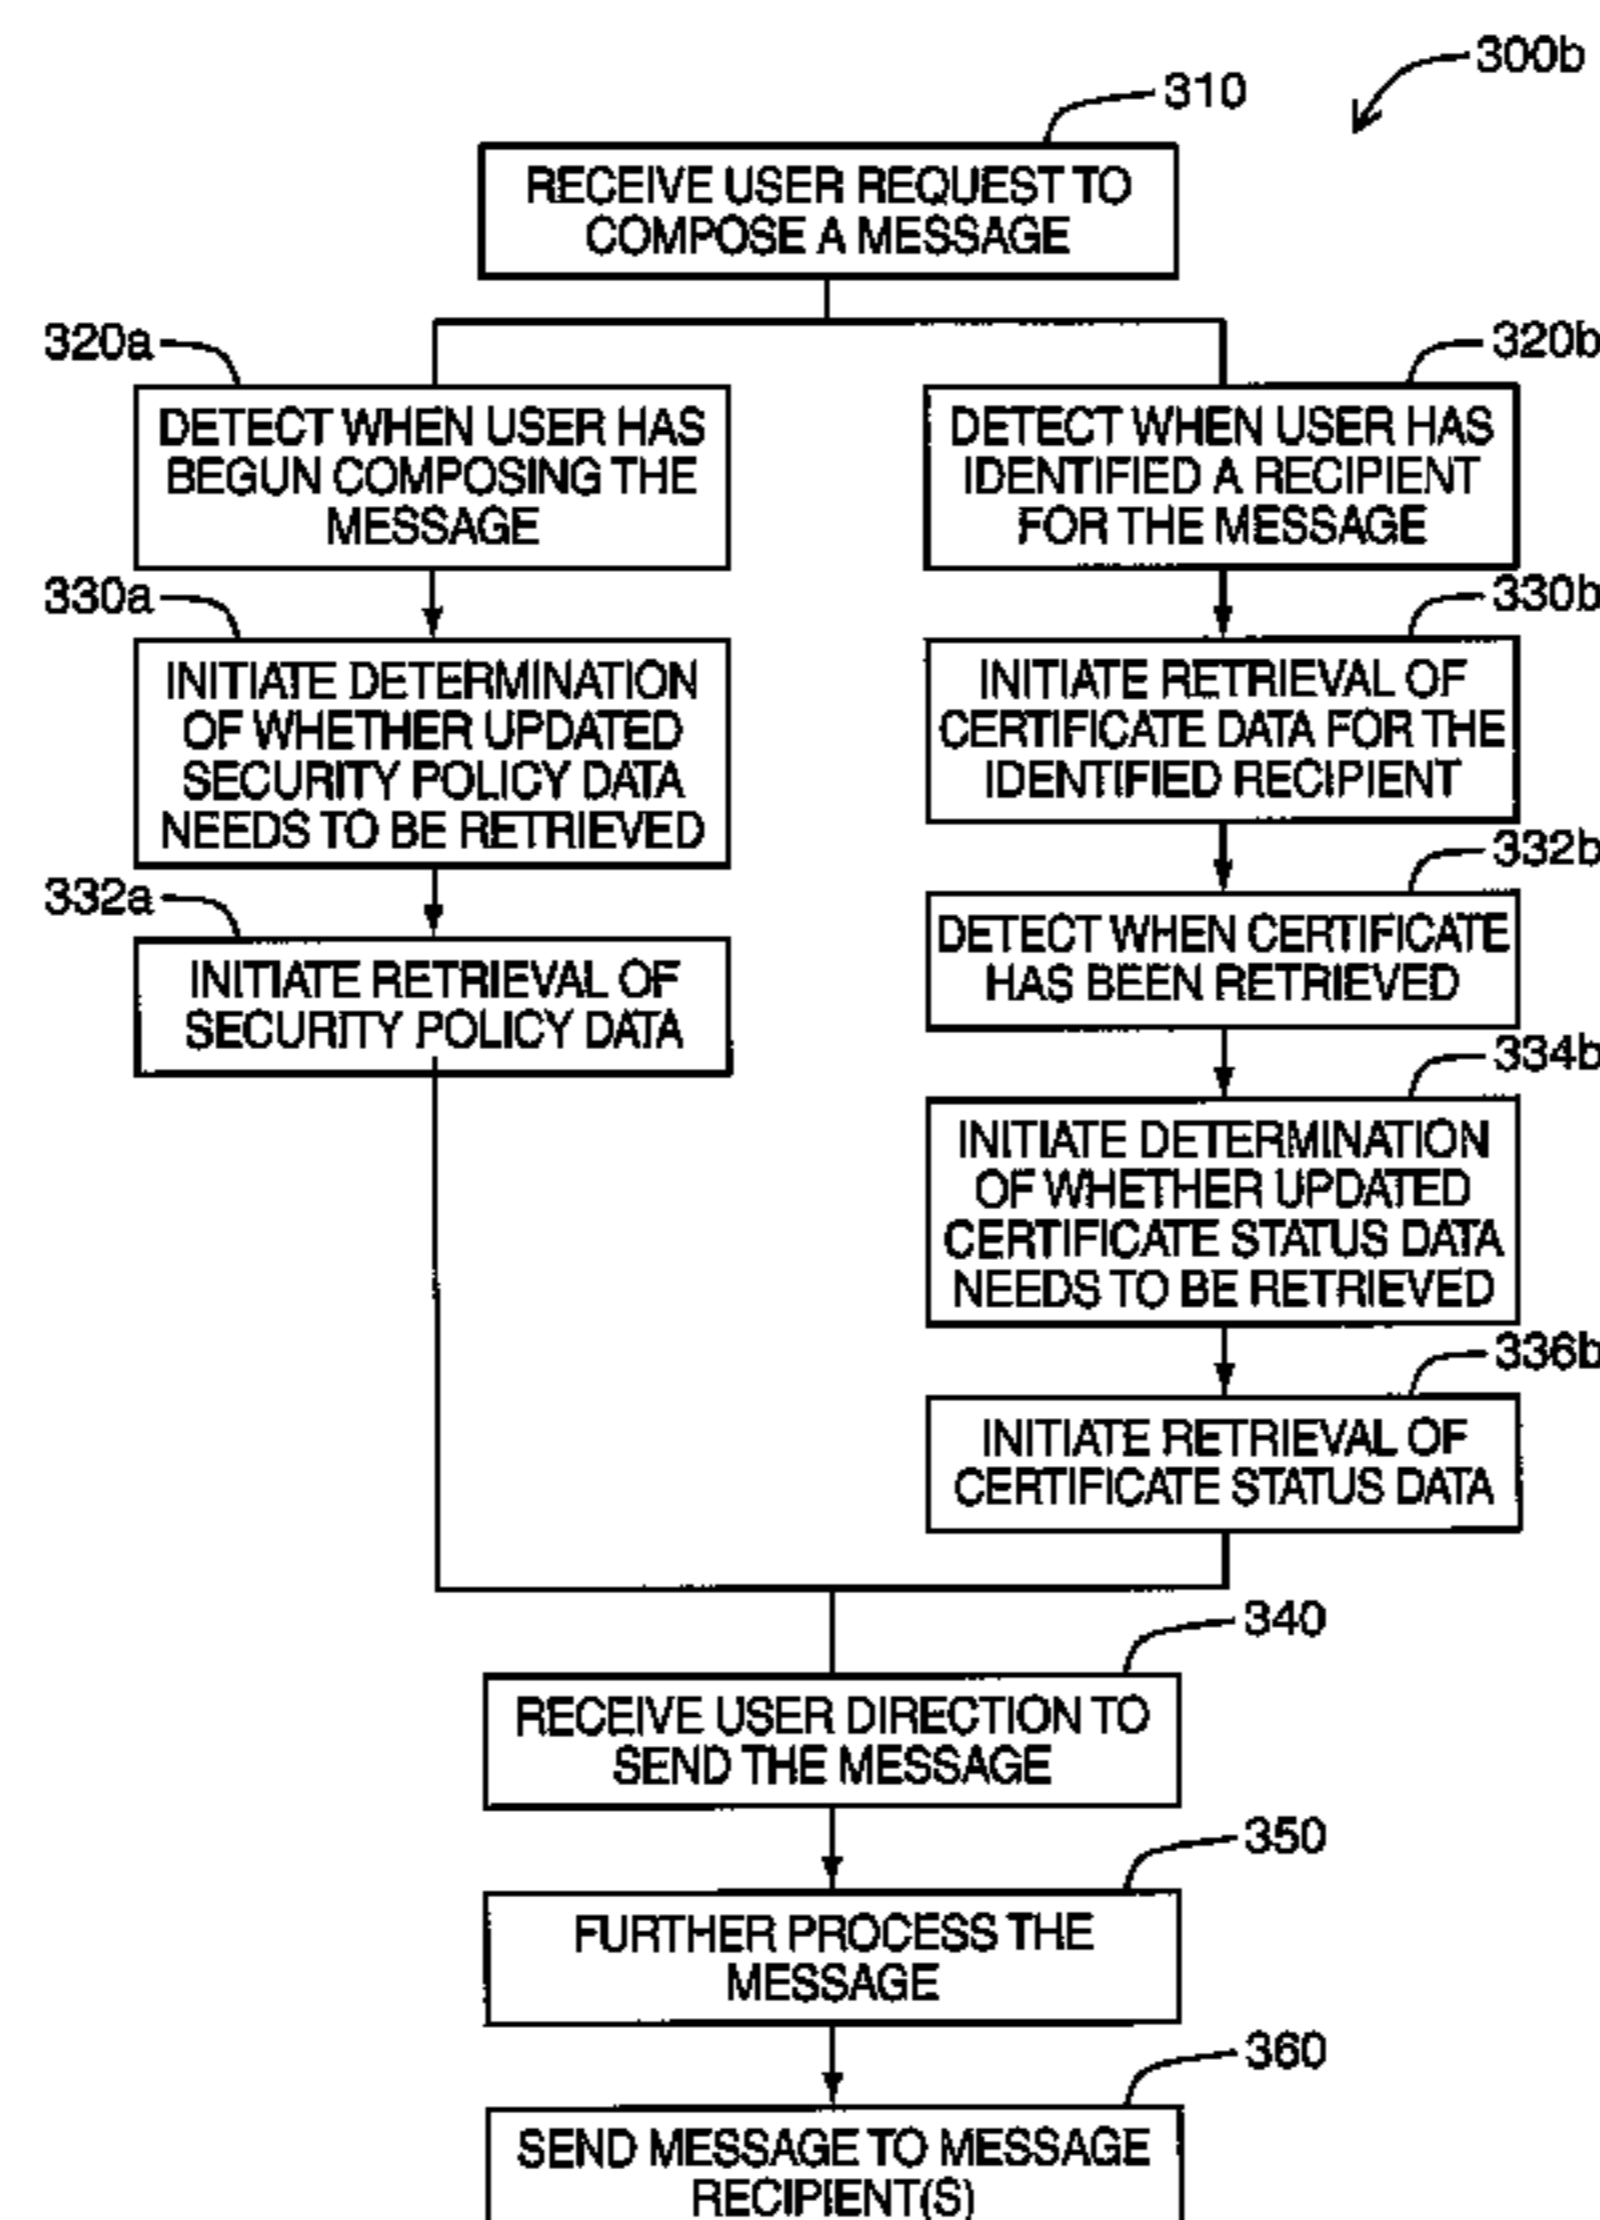 300b
310
RECEIVE USER REQUEST TO
COMPOSE A MESSAGE
320a
DETECT WHEN USER HAS
BEGUN COMPOSING THE
MESSAGE
320b
DETECT WHEN USER HAS
IDENTIFIED A RECIPIENT
FOR THE MESSAGE
330a
INITIATE DETERMINATION
OF WHETHER UPDATED
SECURITY POLICY DATA
NEEDS TO BE RETRIEVED
330b
INITIATE RETRIEVAL OF
CERTIFICATE DATA FOR THE
IDENTIFIED RECIPIENT
332a
INITIATE RETRIEVAL OF
SECURITY POLICY DATA
332b
DETECT WHEN CERTIFICATE
HAS BEEN RETRIEVED
334b
INITIATE DETERMINATION
OF WHETHER UPDATED
CERTIFICATE STATUS DATA
NEEDS TO BE RETRIEVED
336b
INITIATE RETRIEVAL OF
CERTIFICATE STATUS DATA
340
RECEIVE USER DIRECTION TO
SEND THE MESSAGE
350
FURTHER PROCESS THE
MESSAGE
360
SEND MESSAGE TO MESSAGE
RECIPIENT(S)